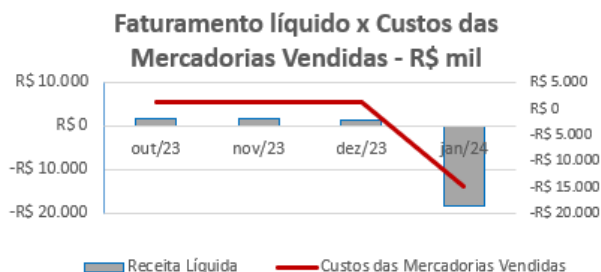 Faturamento líquido x Custos das
Mercadorias Vendidas - R$ mil
R$ 10.000
R$ 0
-R$ 10.000
-R$ 20.000
R$ 5.000
R$ 0
-R$ 5.000
-R$ 10.000
-R$ 15.000
-R$ 20.000
out/23
nov/23
dez/23
jan/24
Receita Líquida
Custos das Mercadorias Vendidas